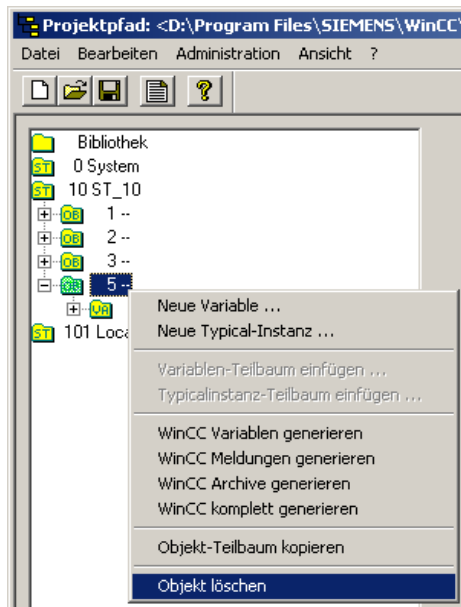 Projektpfad: <D:\Program Files\SIEMENS\WinCC\
Datei Bearbeiten Administration Ansicht ?
Bibliothek
ST 0 System
ST 10 ST_10
OB 1 --
OB 2 --
OB 3 --
OB 5 --
VA
ST 101 Loca
Neue Variable ...
Neue Typical-Instanz ...
Variablen-Teilbaum einfügen ...
Typicalinstanz-Teilbaum einfügen ...
WinCC Variablen generieren
WinCC Meldungen generieren
WinCC Archive generieren
WinCC komplett generieren
Objekt-Teilbaum kopieren
Objekt löschen